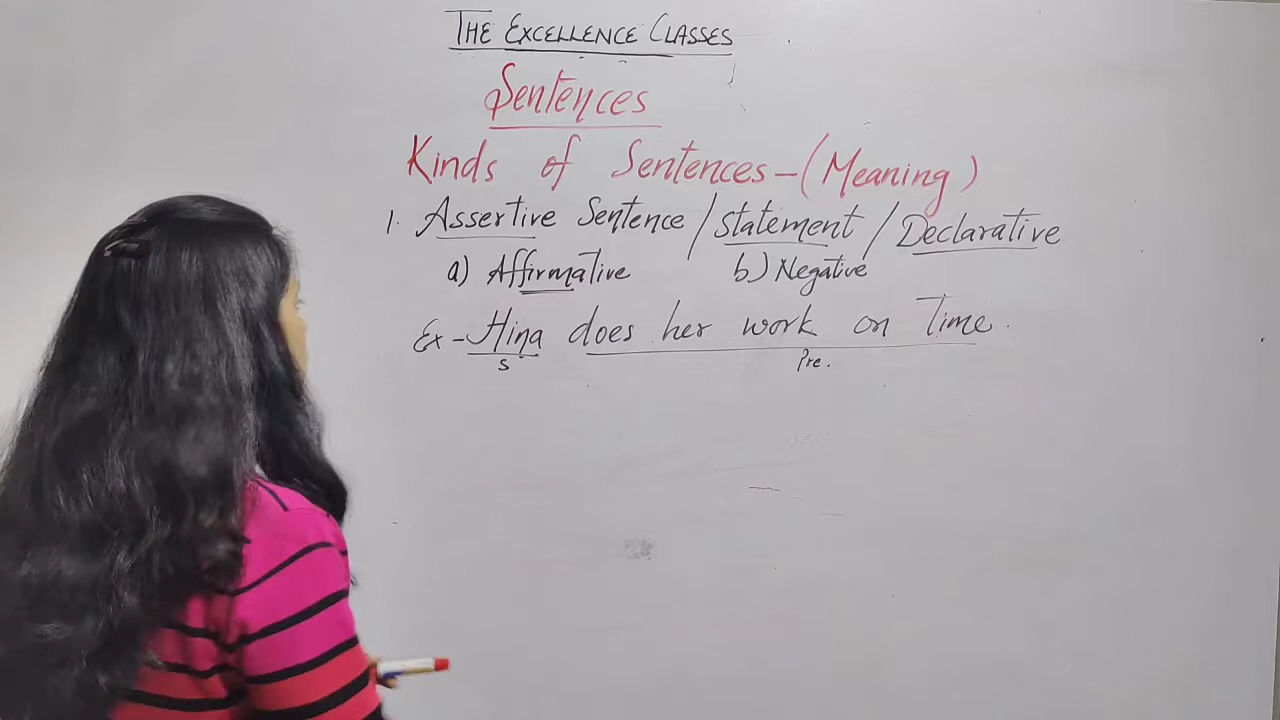 THE EXCELLENCE CLASSES
Sentences
Kinds of Sentences-(Meaning)
1. Assertive Sentence / Statement / Declarative
a) Affirmative b) Negative
Ex-Hina does her work on Time.
S Pre.